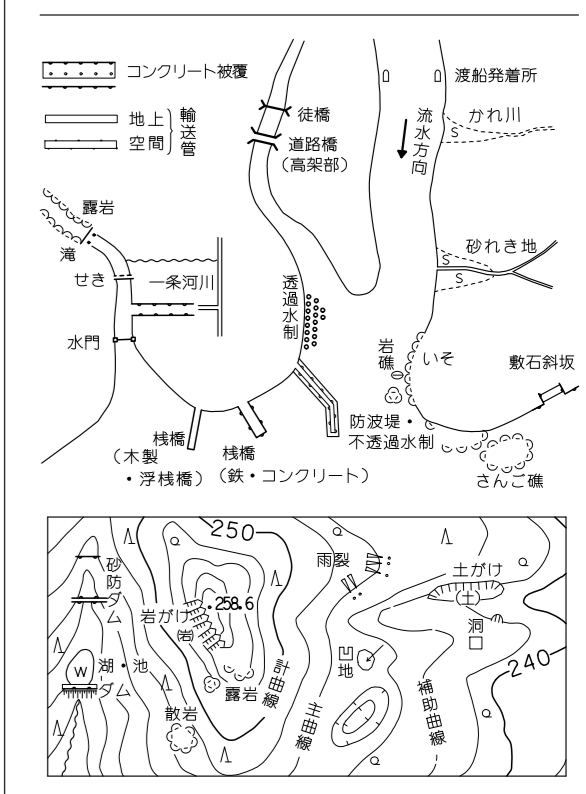 コンクリート被覆
地上
空間
輸送管
徒橋
道路橋
(高架部)
渡船発着所
流水方向
かれ川
S
露岩
滝
せき
一条河川
水門
透過水制
砂れき地
S
S
岩礁
いそ
敷石斜坂
防波堤・
不透過水制
さんご礁
桟橋
(木製
・浮桟橋)
桟橋
(鉄・コンクリート)
250
砂防ダム
岩がけ
(岩)
258.6
湖・池
W
ダム
散岩
露岩
計曲線
主曲線
雨裂
凹地
補助曲線
土がけ
(土)
洞
240